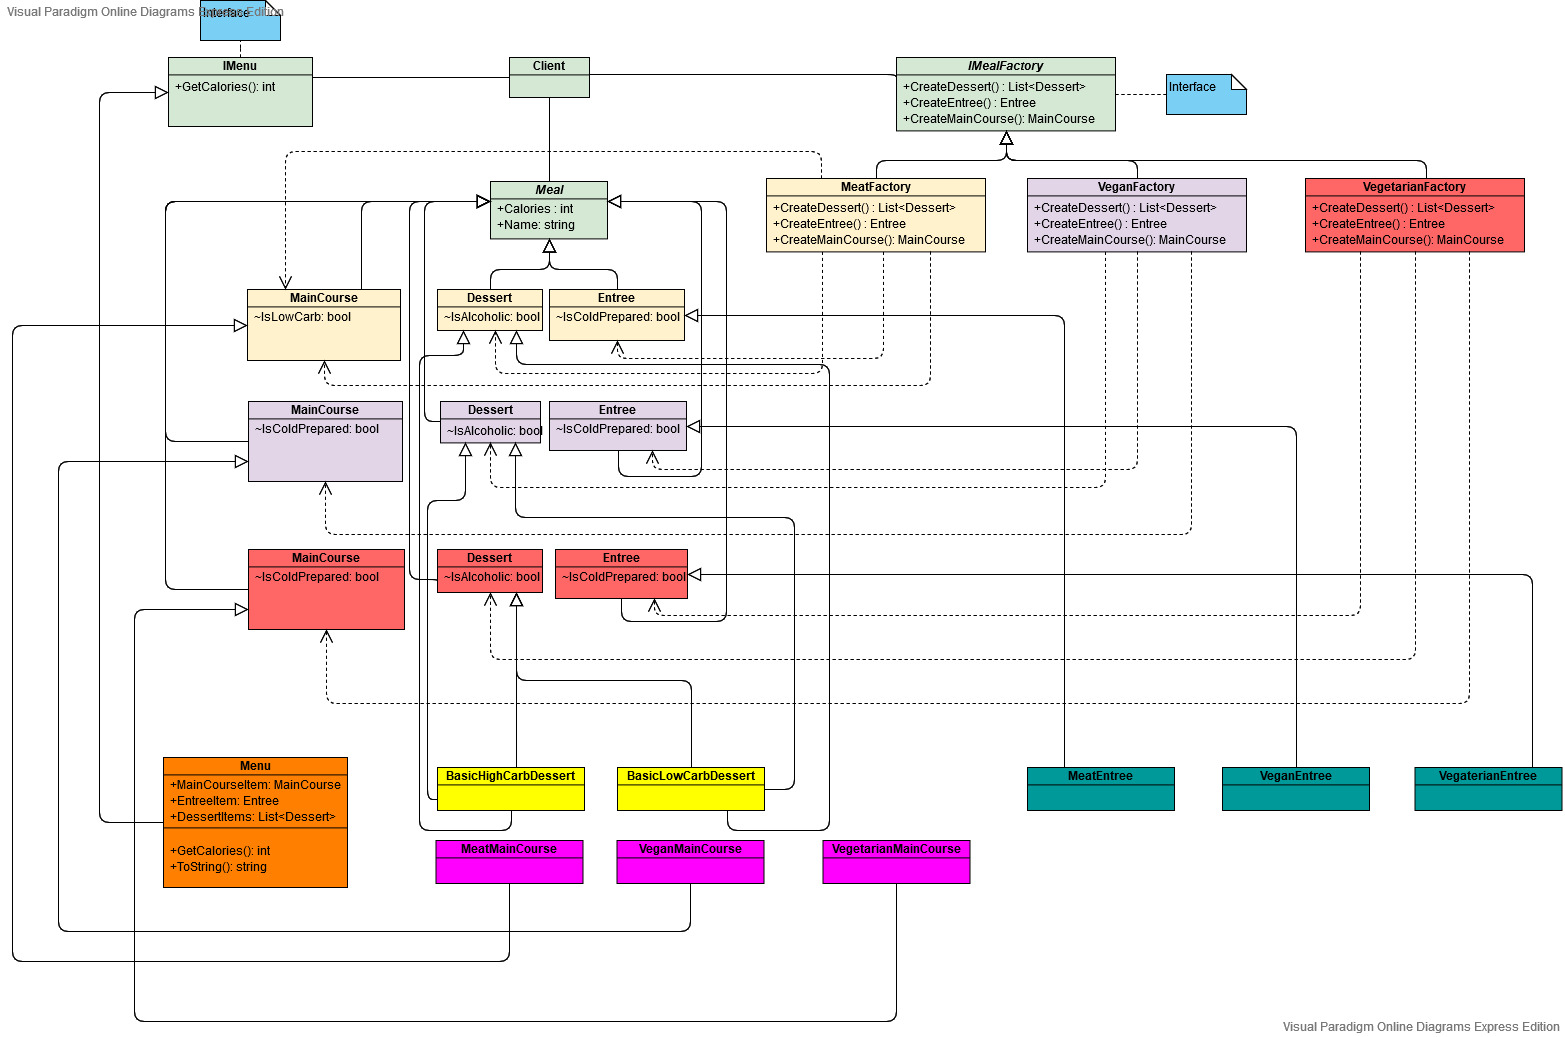 Visual Paradigm Online Diagrams Express Edition
Interface
IMenu
+GetCalories(): int
Client
IMealFactory
+CreateDessert() : List<Dessert>
+CreateEntree() : Entree
+CreateMainCourse(): MainCourse
Interface
Meal
+Calories : int
+Name: string
MeatFactory
+CreateDessert() : List<Dessert>
+CreateEntree() : Entree
+CreateMainCourse(): MainCourse
VeganFactory
+CreateDessert() : List<Dessert>
+CreateEntree() : Entree
+CreateMainCourse(): MainCourse
VegetarianFactory
+CreateDessert() : List<Dessert>
+CreateEntree() : Entree
+CreateMainCourse(): MainCourse
MainCourse
~IsLowCarb: bool
Dessert
~IsAlcoholic: bool
Entree
~IsColdPrepared: bool
MainCourse
~IsColdPrepared: bool
Dessert
~IsAlcoholic: bool
Entree
~IsColdPrepared: bool
MainCourse
~IsColdPrepared: bool
Dessert
~IsAlcoholic: bool
Entree
~IsColdPrepared: bool
Menu
+MainCourseItem: MainCourse
+EntreeItem: Entree
+DessertItems: List<Dessert>
+GetCalories(): int
+ToString(): string
BasicHighCarbDessert
BasicLowCarbDessert
MeatEntree
VeganEntree
VegaterianEntree
MeatMainCourse
VeganMainCourse
VegetarianMainCourse
Visual Paradigm Online Diagrams Express Edition